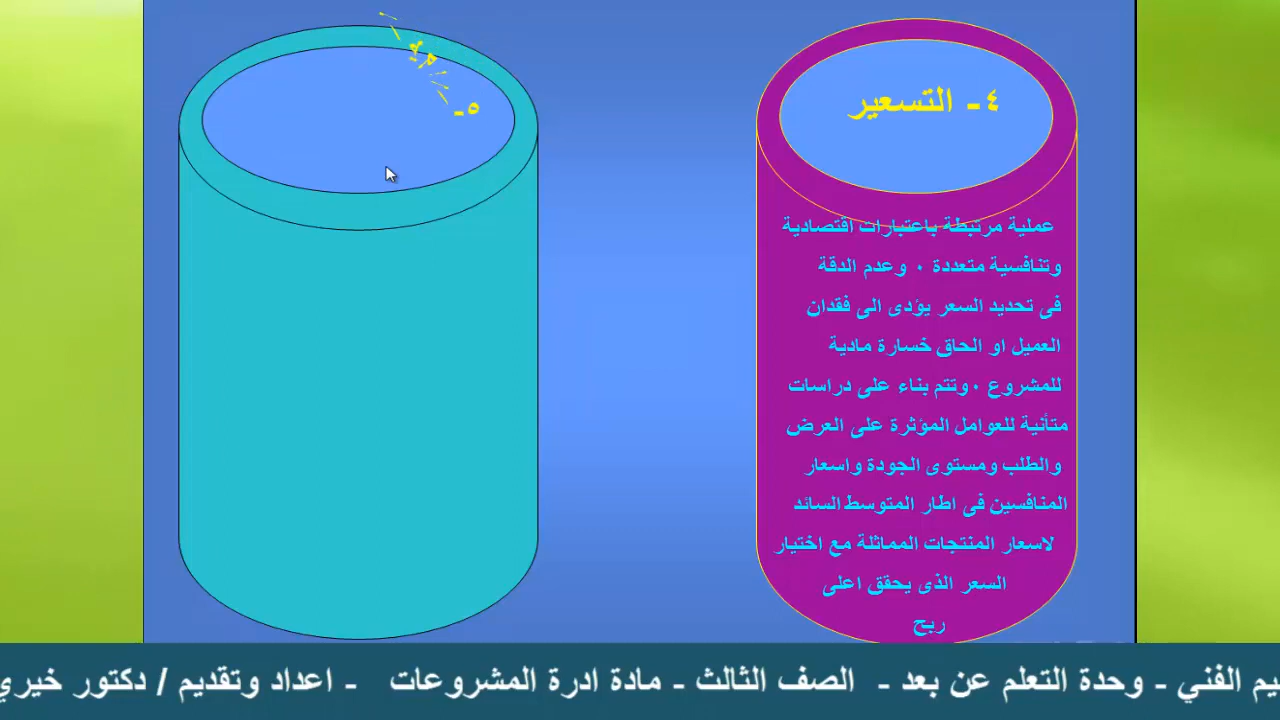 ٤- التسعير
عملية مرتبطة باعتبارات اقتصادية
وتنافسية متعددة ٠ وعدم الدقة
فى تحديد السعر يؤدى الى فقدان
العميل او الحاق خسارة مادية
للمشروع ٠وتتم بناء على دراسات
متأنية للعوامل المؤثرة على العرض
والطلب ومستوى الجودة واسعار
المنافسين فى اطار المتوسط السائد
لاسعار المنتجات المماثلة مع اختيار
السعر الذى يحقق اعلى
ربح
٥-
الفني - وحدة التعلم عن بعد - الصف الثالث - مادة ادرة المشروعات - اعداد وتقديم / دكتور خيري